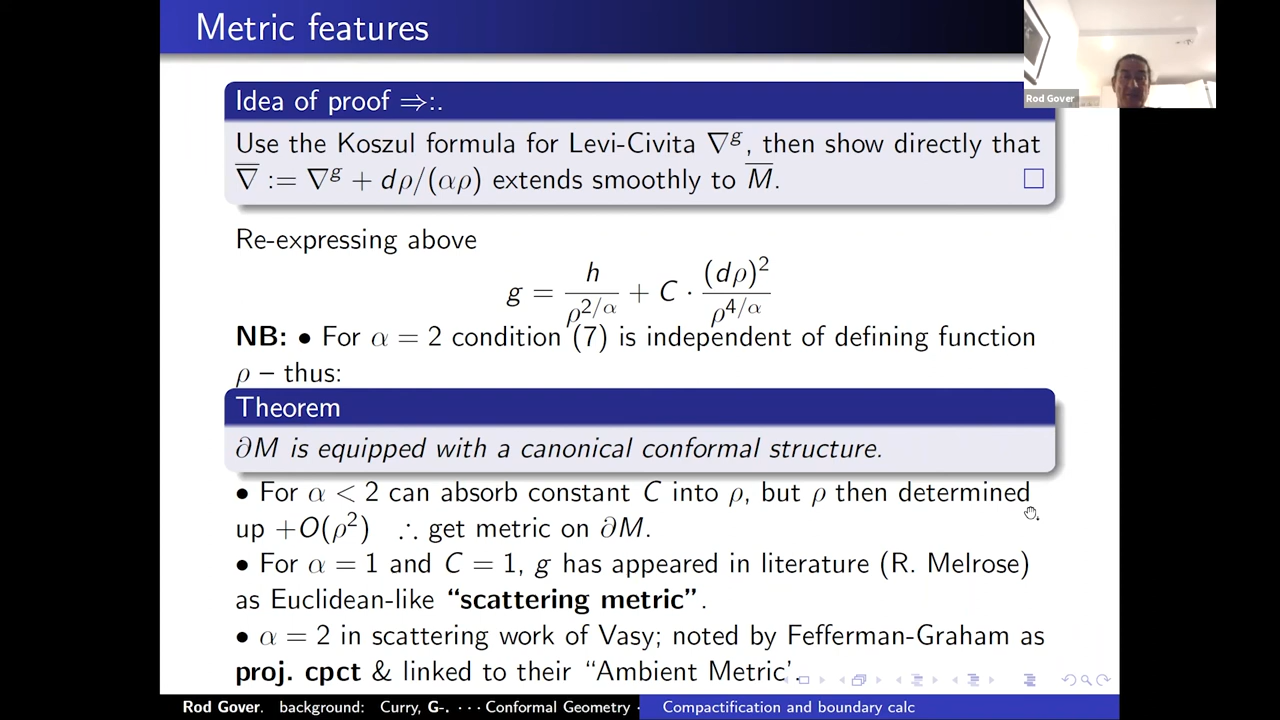 Metric features
Rod Gover
Idea of proof ⇒:.
Use the Koszul formula for Levi-Civita ∇^g, then show directly that
∇̅ := ∇^g + dρ/(αρ) extends smoothly to M̅. □
Re-expressing above
g = h/ρ^{2/α} + C · (dρ)^2/ρ^{4/α}
NB: • For α = 2 condition (7) is independent of defining function
ρ – thus:
Theorem
∂M is equipped with a canonical conformal structure.
• For α < 2 can absorb constant C into ρ, but ρ then determined
up +O(ρ^2) ∴ get metric on ∂M.
• For α = 1 and C = 1, g has appeared in literature (R. Melrose)
as Euclidean-like “scattering metric”.
• α = 2 in scattering work of Vasy; noted by Fefferman-Graham as
proj. cpct & linked to their “Ambient Metric’.
Rod Gover. background: Curry, G-. ··· Conformal Geometry · Compactification and boundary calc